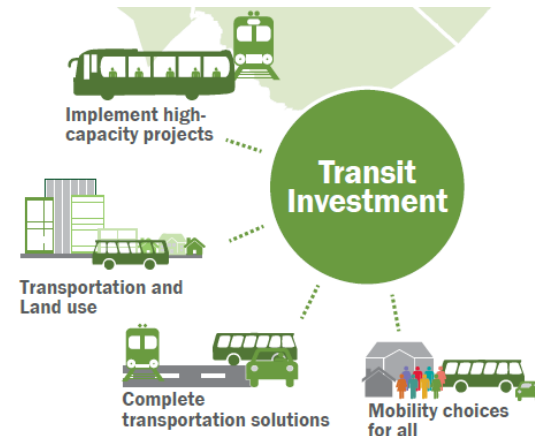 Implement high-
capacity projects
Transit
Investment
Transportation and
Land use
Complete
transportation solutions
Mobility choices
for all